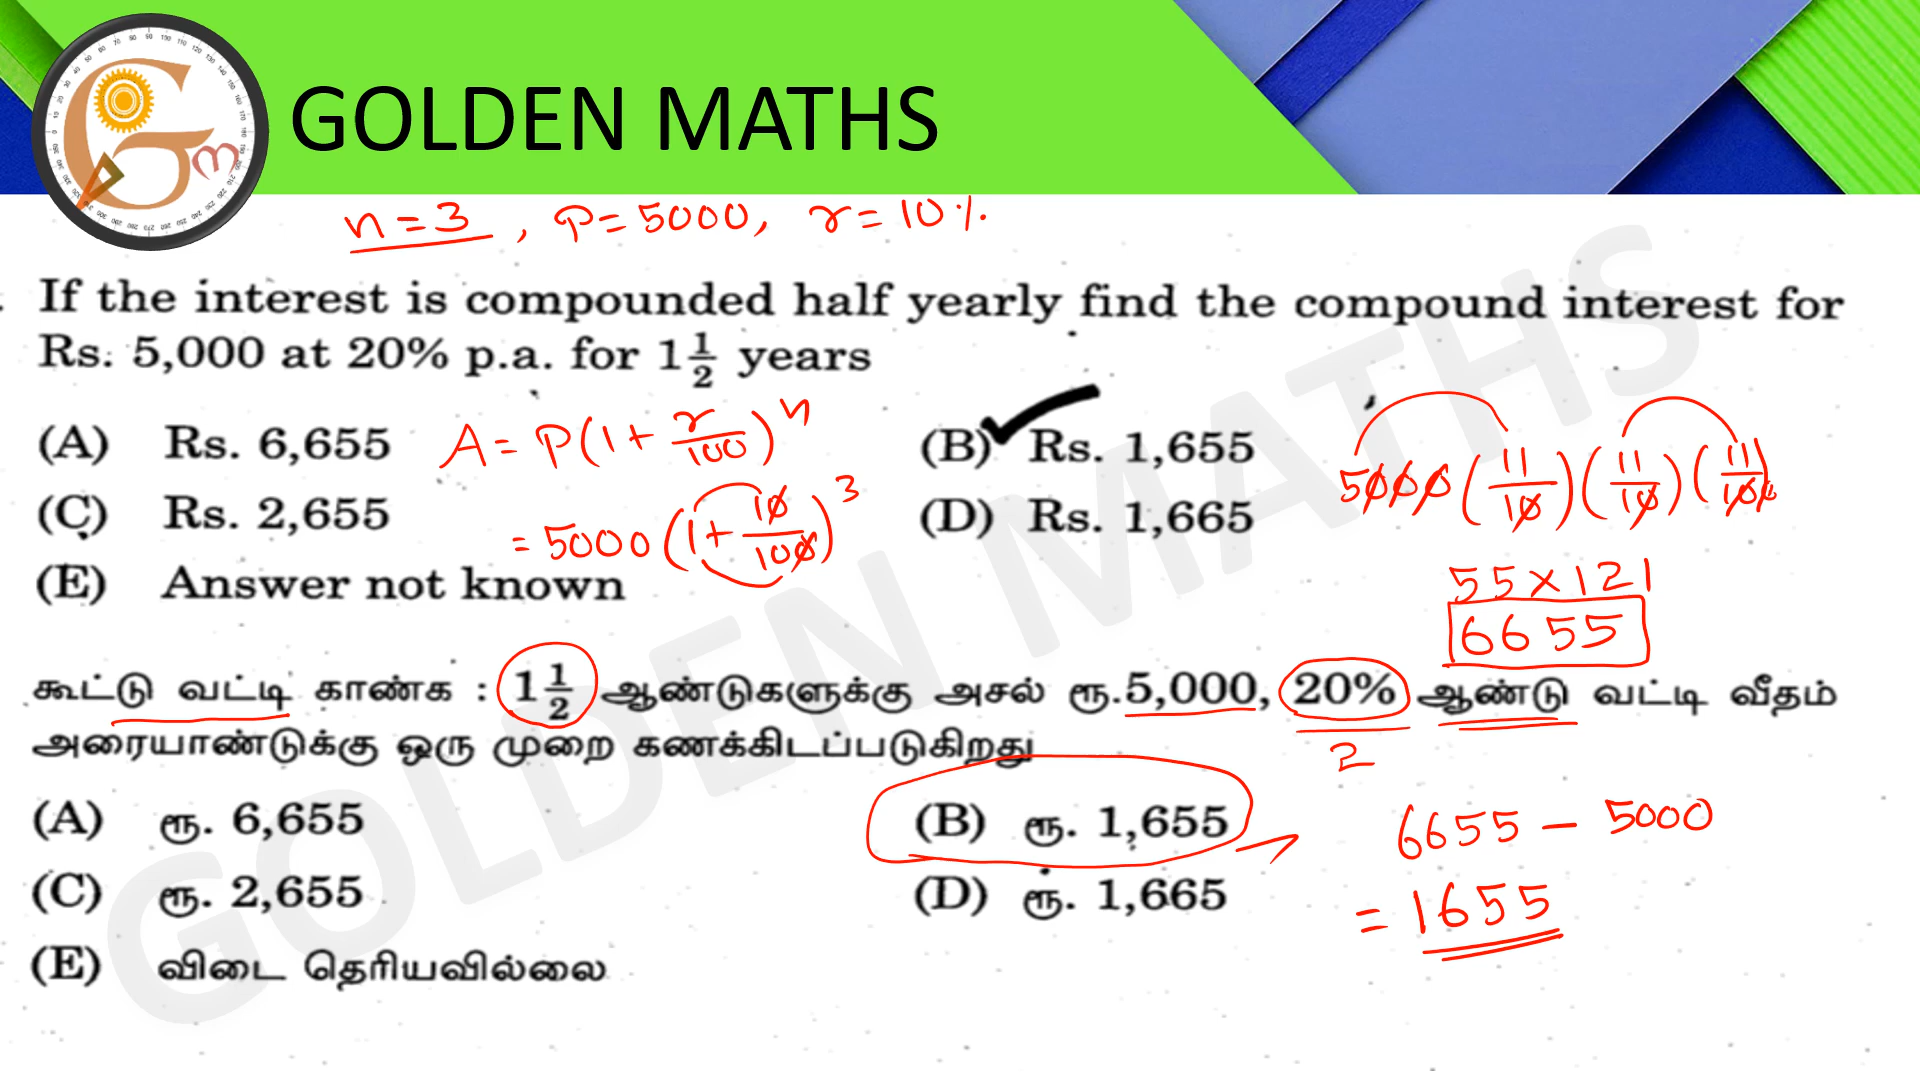 GOLDEN MATHS
n = 3 , P = 5000, r = 10%
If the interest is compounded half yearly find the compound interest for
Rs. 5,000 at 20% p.a. for 1 1/2 years
(A) Rs. 6,655
(B) Rs. 1,655
(C) Rs. 2,655
(D) Rs. 1,665
(E) Answer not known
A = P(1 + r/100)^n
= 5000 (1 + 10/100)^3
5000 (11/10) (11/10) (11/10)
55 x 121
6655
கூட்டு வட்டி காண்க : 1 1/2 ஆண்டுகளுக்கு அசல் ரூ.5,000, 20% ஆண்டு வட்டி வீதம்
2
அரையாண்டுக்கு ஒரு முறை கணக்கிடப்படுகிறது
(A) ரூ. 6,655
(B) ரூ. 1,655
(C) ரூ. 2,655
(D) ரூ. 1,665
(E) விடை தெரியவில்லை
6655 – 5000
= 1655
GOLDEN MATHS